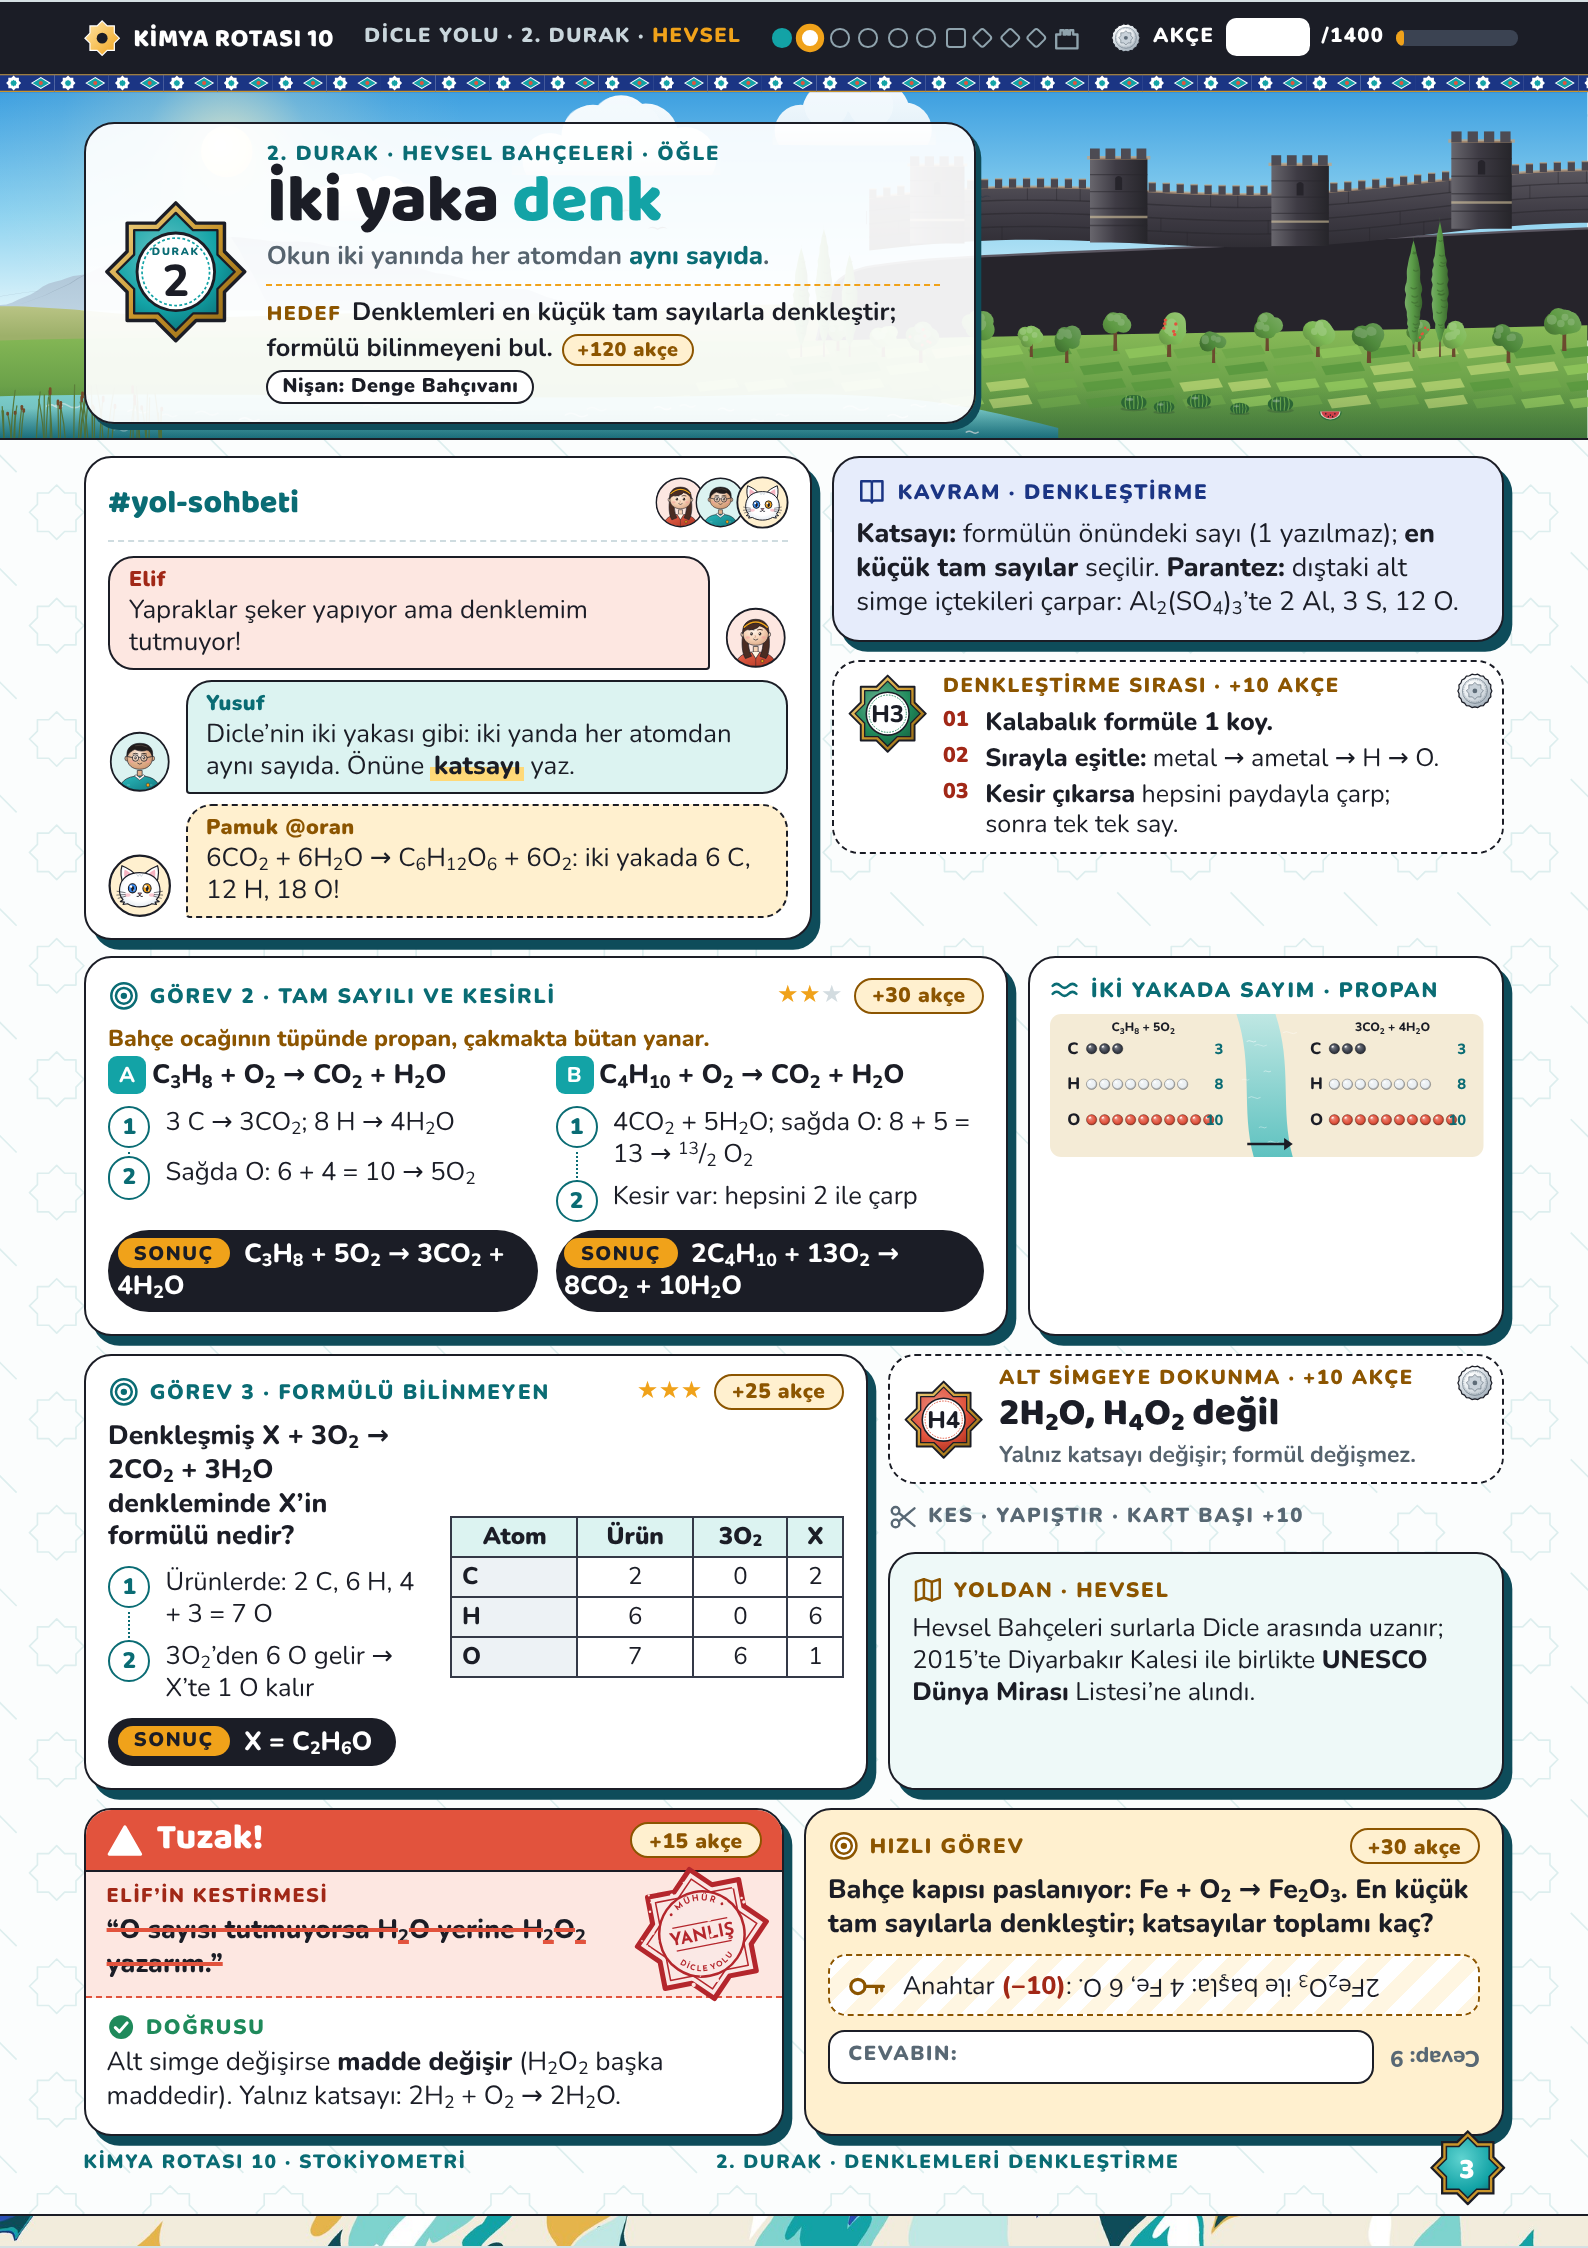 KİMYA ROTASI 10 DİCLE YOLU · 2. DURAK · HEVSEL AKÇE /1400
2. DURAK · HEVSEL BAHÇELERİ · ÖĞLE
İki yaka denk
DURAK
2
Okun iki yanında her atomdan aynı sayıda.
HEDEF Denklemleri en küçük tam sayılarla denkleştir;
formülü bilinmeyeni bul. +120 akçe
Nişan: Denge Bahçıvanı
#yol-sohbeti
Elif
Yapraklar şeker yapıyor ama denklemim
tutmuyor!
Yusuf
Dicle’nin iki yakası gibi: iki yanda her atomdan
aynı sayıda. Önüne katsayı yaz.
Pamuk @oran
6CO₂ + 6H₂O → C₆H₁₂O₆ + 6O₂: iki yakada 6 C,
12 H, 18 O!
KAVRAM · DENKLEŞTİRME
Katsayı: formülün önündeki sayı (1 yazılmaz); en
küçük tam sayılar seçilir. Parantez: dıştaki alt
simge içtekileri çarpar: Al₂(SO₄)₃’te 2 Al, 3 S, 12 O.
H3
DENKLEŞTİRME SIRASI · +10 AKÇE
01 Kalabalık formüle 1 koy.
02 Sırayla eşitle: metal → ametal → H → O.
03 Kesir çıkarsa hepsini paydayla çarp;
sonra tek tek say.
GÖREV 2 · TAM SAYILI VE KESİRLİ +30 akçe
Bahçe ocağının tüpünde propan, çakmakta bütan yanar.
A C₃H₈ + O₂ → CO₂ + H₂O
1 3 C → 3CO₂; 8 H → 4H₂O
2 Sağda O: 6 + 4 = 10 → 5O₂
SONUÇ C₃H₈ + 5O₂ → 3CO₂ +
4H₂O
B C₄H₁₀ + O₂ → CO₂ + H₂O
1 4CO₂ + 5H₂O; sağda O: 8 + 5 =
13 → ¹³/₂ O₂
2 Kesir var: hepsini 2 ile çarp
SONUÇ 2C₄H₁₀ + 13O₂ →
8CO₂ + 10H₂O
İKİ YAKADA SAYIM · PROPAN
C₃H₈ + 5O₂ 3CO₂ + 4H₂O
C 3 C 3
H 8 H 8
O 10 O 10
GÖREV 3 · FORMÜLÜ BİLİNMEYEN +25 akçe
Denkleşmiş X + 3O₂ →
2CO₂ + 3H₂O
denkleminde X’in
formülü nedir?
1 Ürünlerde: 2 C, 6 H, 4
+ 3 = 7 O
2 3O₂’den 6 O gelir →
X’te 1 O kalır
SONUÇ X = C₂H₆O
Atom Ürün 3O₂ X
C 2 0 2
H 6 0 6
O 7 6 1
H4
ALT SİMGEYE DOKUNMA · +10 AKÇE
2H₂O, H₄O₂ değil
Yalnız katsayı değişir; formül değişmez.
KES · YAPIŞTIR · KART BAŞI +10
YOLDAN · HEVSEL
Hevsel Bahçeleri surlarla Dicle arasında uzanır;
2015’te Diyarbakır Kalesi ile birlikte UNESCO
Dünya Mirası Listesi’ne alındı.
Tuzak! +15 akçe
ELİF’İN KESTİRMESİ
“O sayısı tutmuyorsa H₂O yerine H₂O₂
yazarım.”
MÜHÜR
YANLIŞ
DİCLE YOLU
DOĞRUSU
Alt simge değişirse madde değişir (H₂O₂ başka
maddedir). Yalnız katsayı: 2H₂ + O₂ → 2H₂O.
HIZLI GÖREV +30 akçe
Bahçe kapısı paslanıyor: Fe + O₂ → Fe₂O₃. En küçük
tam sayılarla denkleştir; katsayılar toplamı kaç?
Anahtar (−10): 2Fe₂O₃ ile başla: 4 Fe, 6 O.
CEVABIN: Cevap: 9
KİMYA ROTASI 10 · STOKİYOMETRİ 2. DURAK · DENKLEMLERİ DENKLEŞTİRME 3